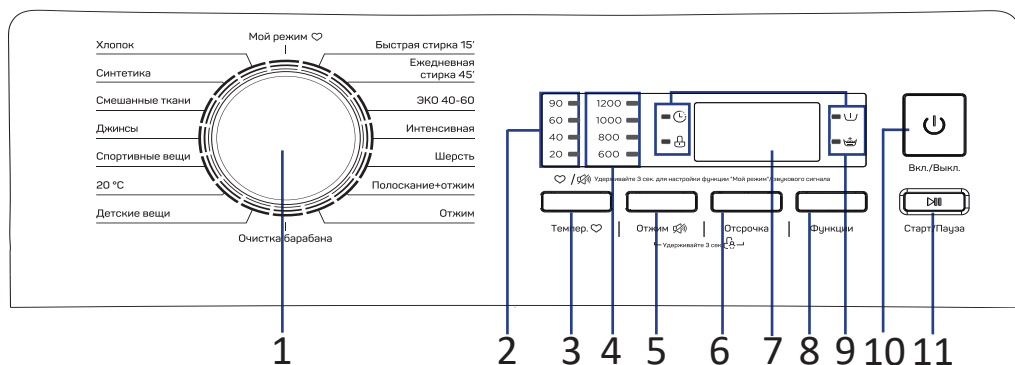 Мой режим ♡
Хлопок
Синтетика
Смешанные ткани
Джинсы
Спортивные вещи
20 °C
Детские вещи
Очистка барабана
Быстрая стирка 15’
Ежедневная
стирка 45’
ЭКО 40-60
Интенсивная
Шерсть
Полоскание+отжим
Отжим
90
60
40
20
1200
1000
800
600
♡ / Удерживайте 3 сек. для настройки функции "Мой режим"/звукового сигнала
Темпер. ♡ | Отжим | Отсрочка | Функции
Удерживайте 3 сек.
Вкл./Выкл.
Старт/Пауза
1 2 3 4 5 6 7 8 9 10 11